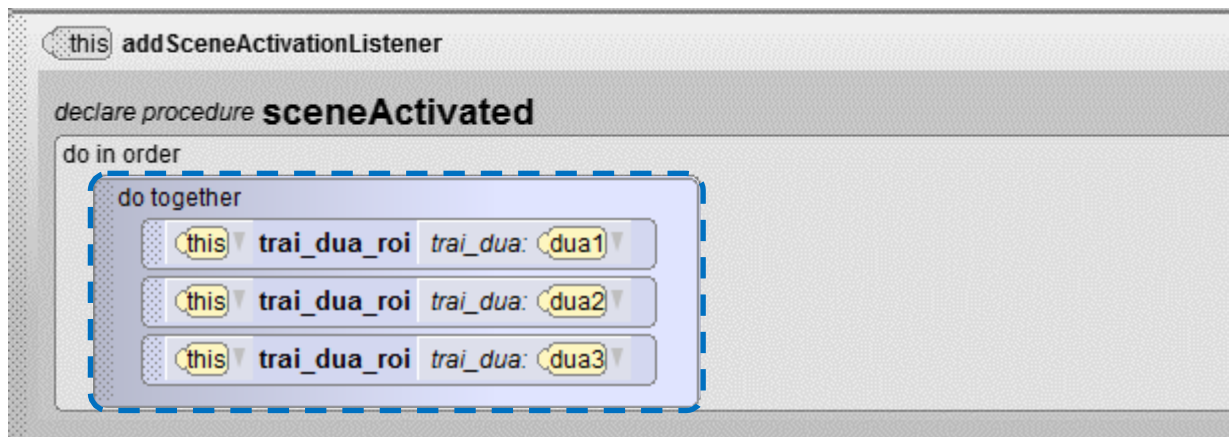 this addSceneActivationListener
declare procedure sceneActivated
do in order
do together
this trai_dua_roi trai_dua: dua1
this trai_dua_roi trai_dua: dua2
this trai_dua_roi trai_dua: dua3